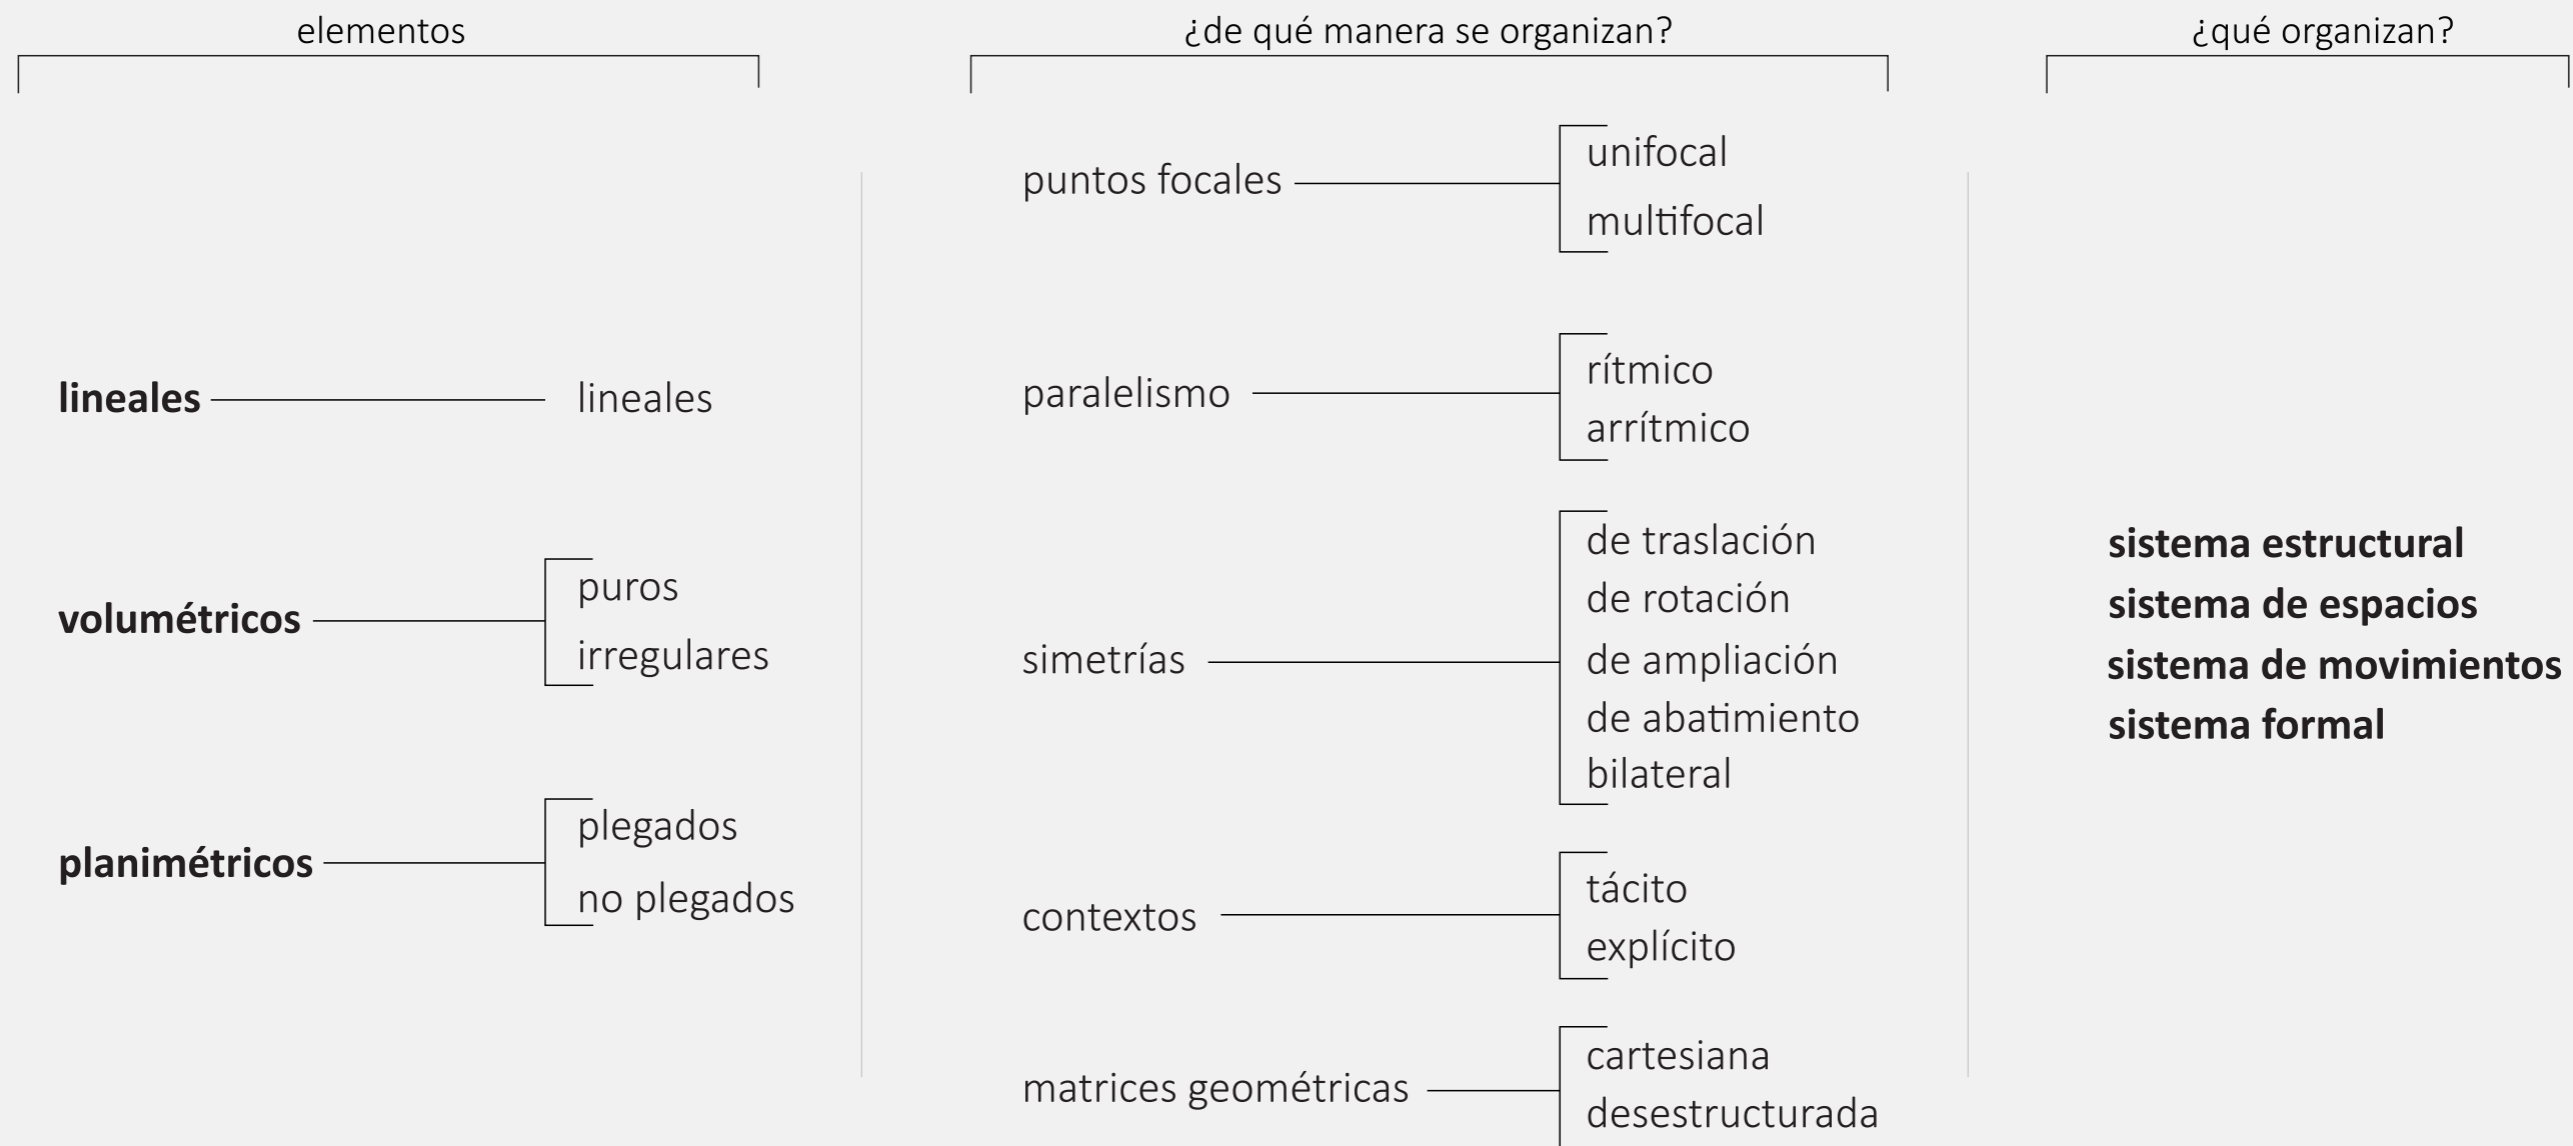 elementos
lineales
lineales
volumétricos
puros
irregulares
planimétricos
plegados
no plegados
¿de qué manera se organizan?
puntos focales
unifocal
multifocal
paralelismo
rítmico
arrítmico
simetrías
de traslación
de rotación
de ampliación
de abatimiento
bilateral
contextos
tácito
explícito
matrices geométricas
cartesiana
desestructurada
¿qué organizan?
sistema estructural
sistema de espacios
sistema de movimientos
sistema formal